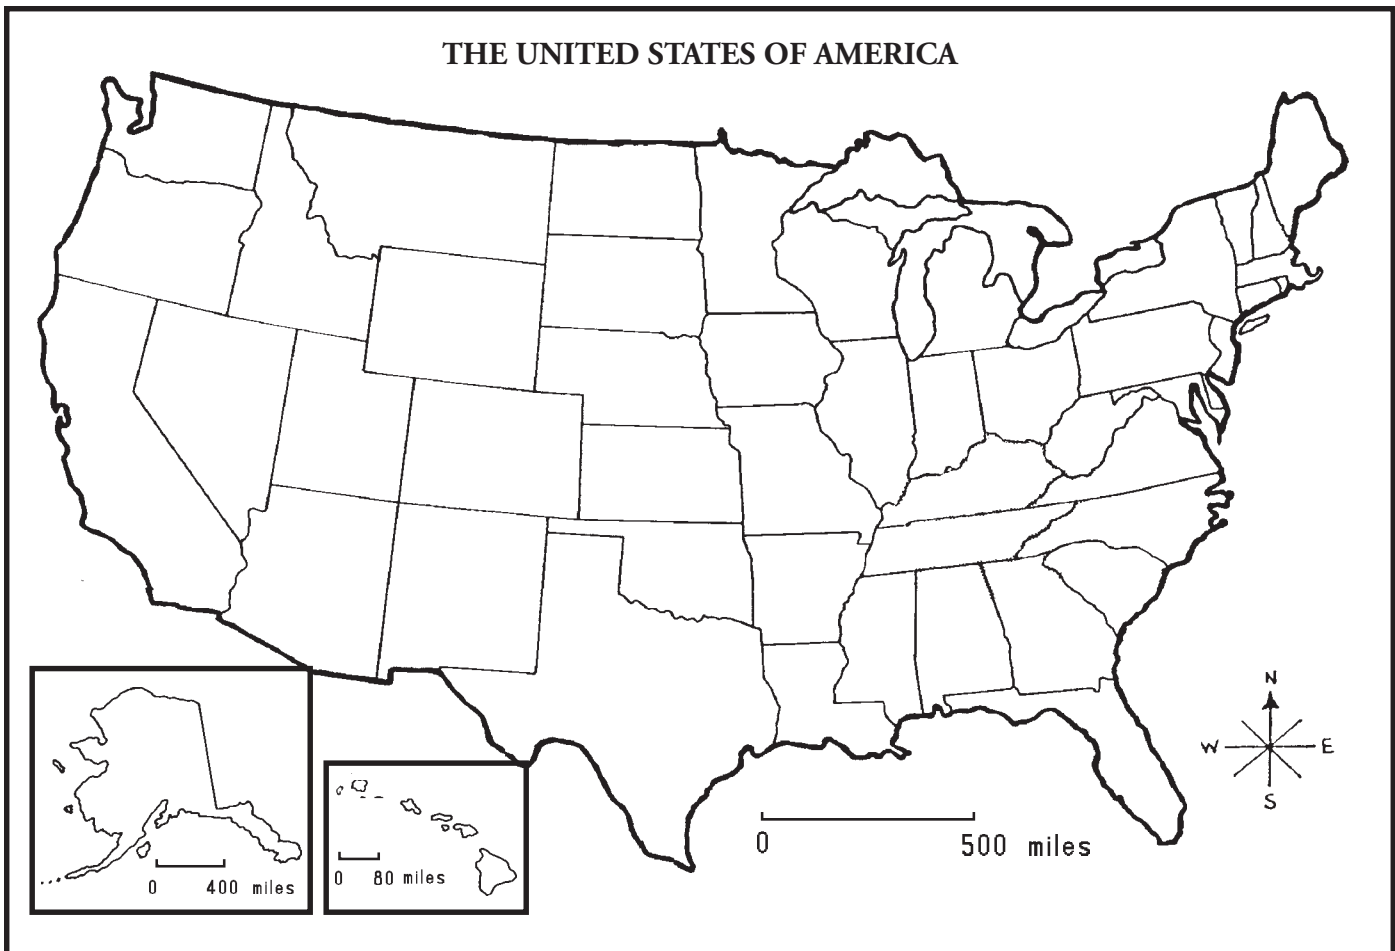 THE UNITED STATES OF AMERICA
N
W E
S
0 500 miles
0 400 miles
0 80 miles